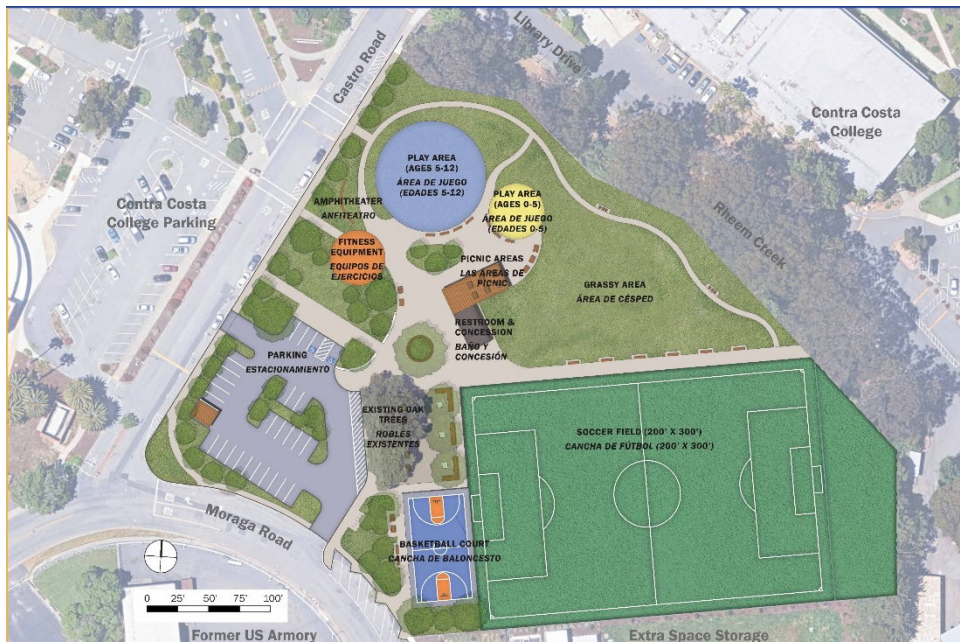 Castro Road
Library Drive
Contra Costa
College
Contra Costa
College Parking
Rheem Creek
PLAY AREA
(AGES 5-12)
ÁREA DE JUEGO
(EDADES 5-12)
PLAY AREA
(AGES 0-5)
ÁREA DE JUEGO
(EDADES 0-5)
AMPHITHEATER
ANFITEATRO
FITNESS
EQUIPMENT
EQUIPOS DE
EJERCICIOS
PICNIC AREAS
LAS AREAS DE
PICNIC
GRASSY AREA
ÁREA DE CÉSPED
RESTROOM &
CONCESSION
BAÑO Y
CONCESIÓN
PARKING
ESTACIONAMIENTO
EXISTING OAK
TREES
ROBLES
EXISTENTES
SOCCER FIELD (200' X 300')
CANCHA DE FÚTBOL (200' X 300')
BASKETBALL COURT
CANCHA DE BALONCESTO
Moraga Road
0 25' 50' 75' 100'
Former US Armory
Extra Space Storage